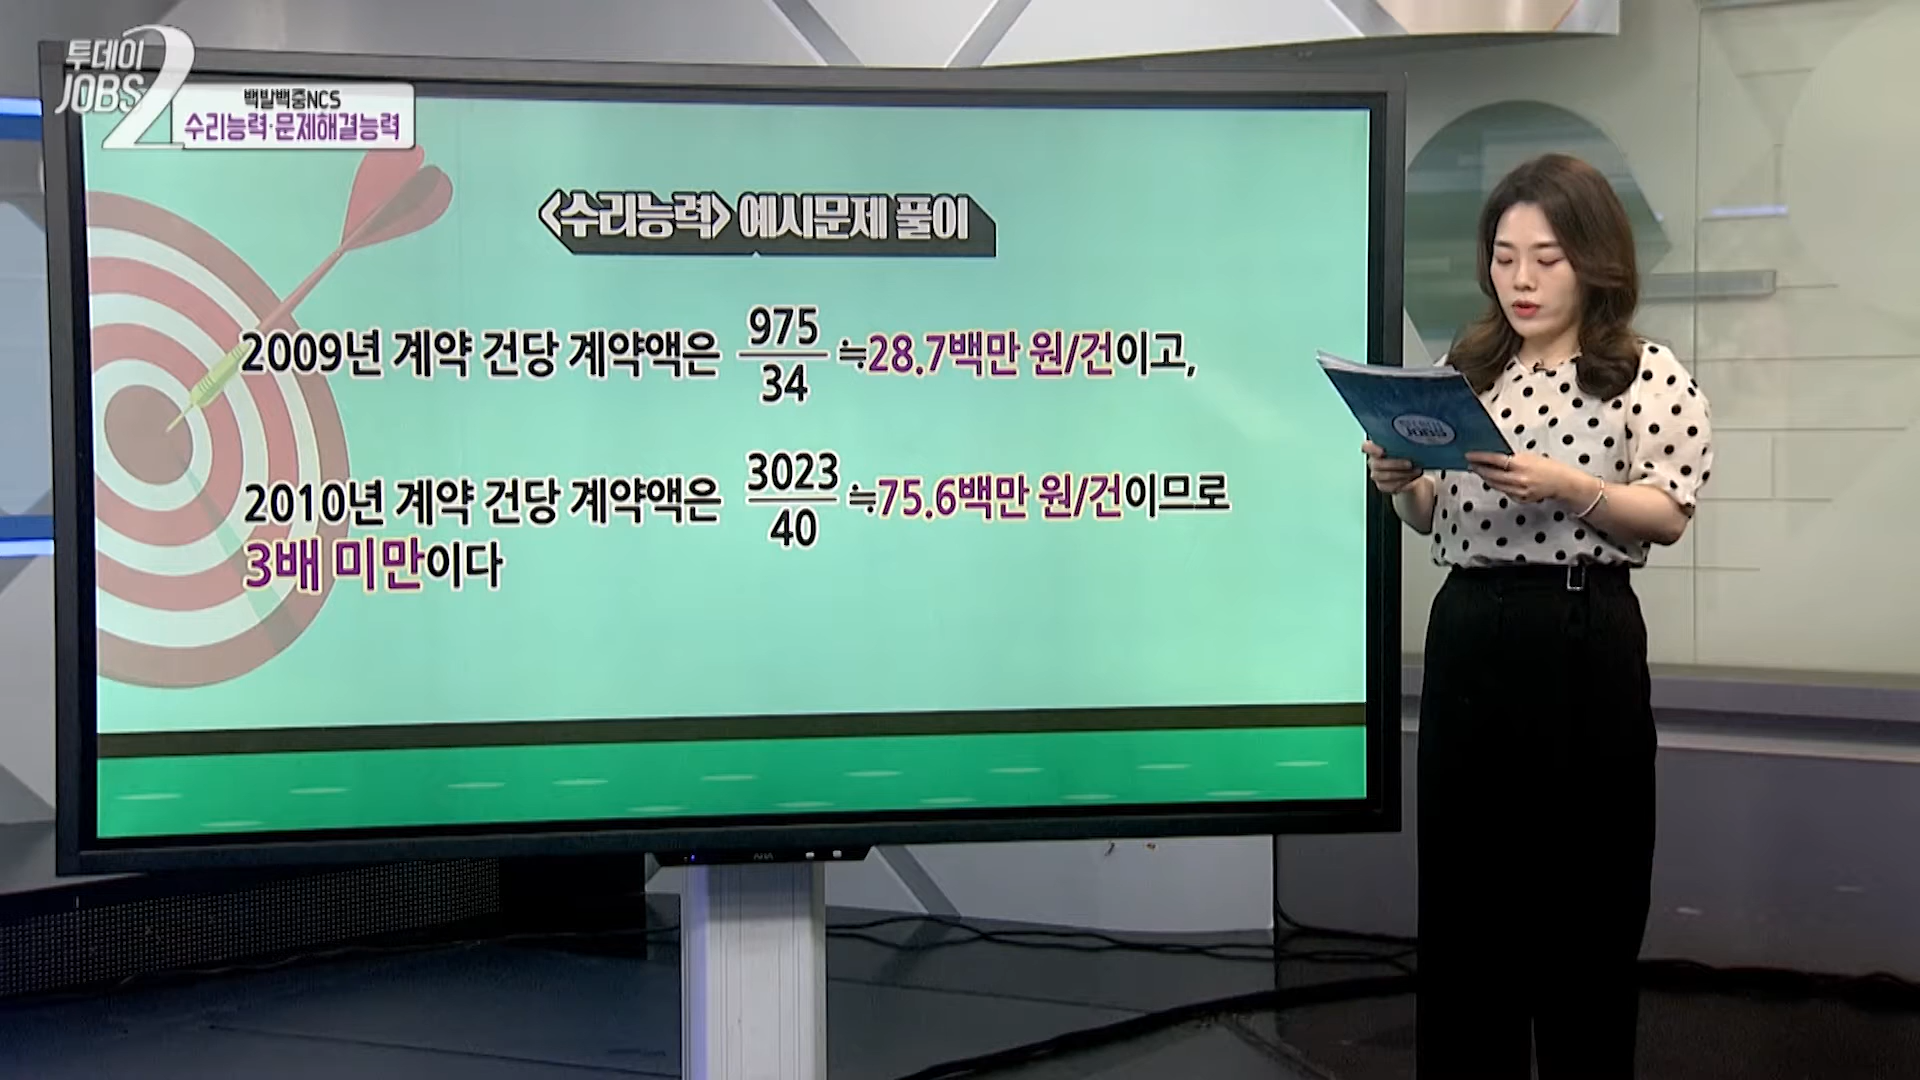 투데이
JOBS 2
백발백중NCS
수리능력·문제해결능력
<수리능력> 예시문제 풀이
2009년 계약 건당 계약액은 975/34 ≒28.7백만 원/건이고,
2010년 계약 건당 계약액은 3023/40 ≒75.6백만 원/건이므로
3배 미만이다